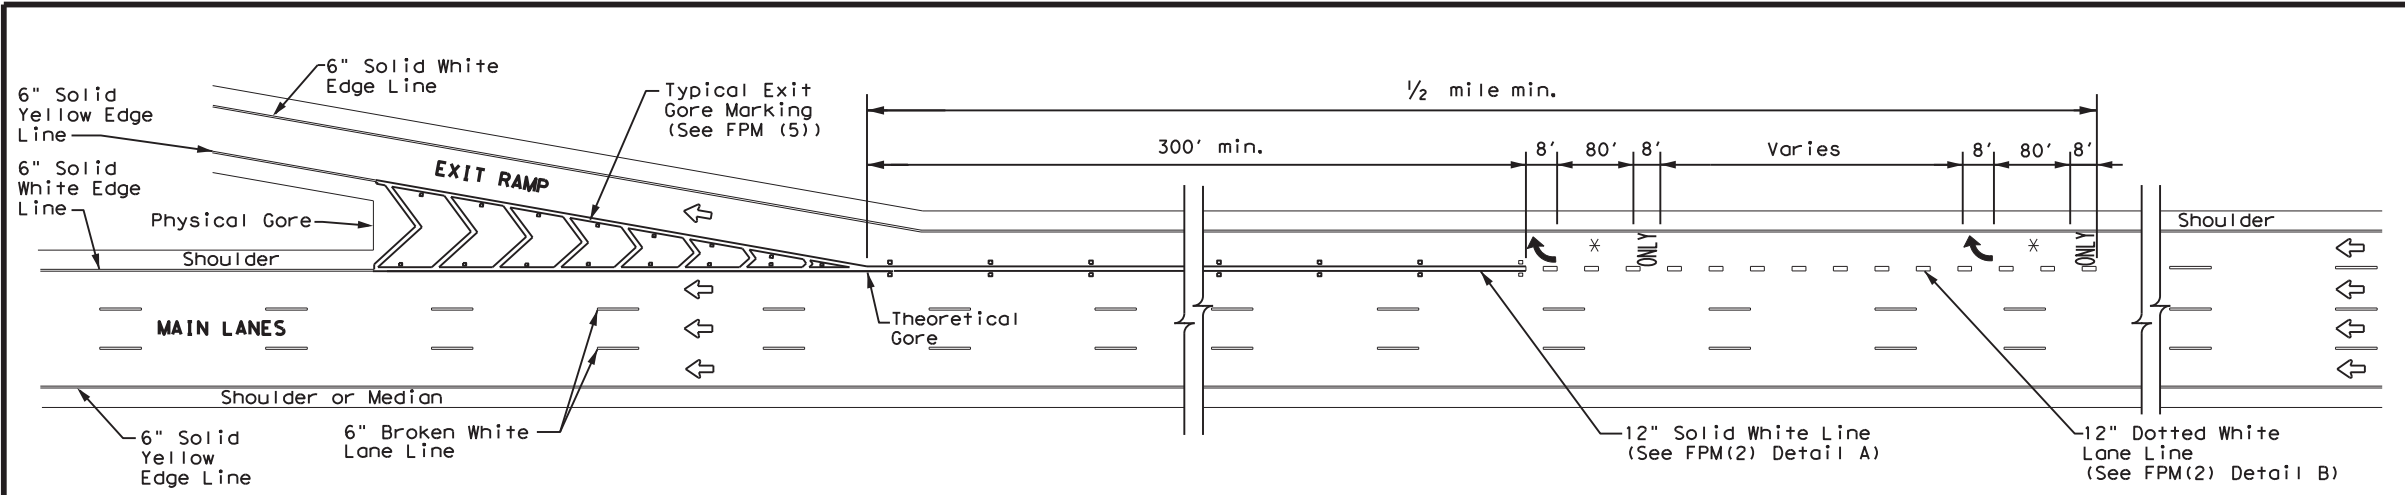 6" Solid White
Edge Line
6" Solid
Yellow Edge
Line
Typical Exit
Gore Marking
(See FPM (5))
1/2 mile min.
300' min.
8'
80'
8'
Varies
8'
80'
8'
6" Solid
White Edge
Line
EXIT RAMP
Physical Gore
Shoulder
Shoulder
*
ONLY
*
ONLY
MAIN LANES
Theoretical
Gore
Shoulder or Median
6" Solid
Yellow
Edge Line
6" Broken White
Lane Line
12" Solid White Line
(See FPM(2) Detail A)
12" Dotted White
Lane Line
(See FPM(2) Detail B)